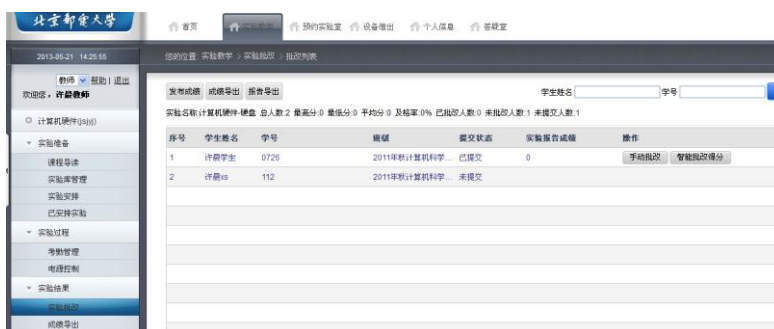 北京邮电大学
首页 实验教学 预约实验室 设备借出 个人信息 答疑室
2013-05-21 14:25:55
您的位置: 实验教学 > 实验批改 > 批改列表
教师 帮助 | 退出
欢迎您，许晨教师
发布成绩 成绩导出 报告导出 学生姓名 学号
计算机硬件(jsjyj)
实验名称:计算机硬件-硬盘 总人数:2 最高分:0 最低分:0 平均分:0 及格率:0% 已批改人数:0 未批改人数:1 未提交人数:1
实验准备
序号 学生姓名 学号 班级 提交状态 实验报告成绩 操作
课程导读
1 许晨学生 0726 2011年秋计算机科学... 已提交 0 手动批改 智能批改得分
实验库管理
2 许晨xs 112 2011年秋计算机科学... 未提交
实验安排
已安排实验
实验过程
考勤管理
电源控制
实验结果
实验批改
成绩导出